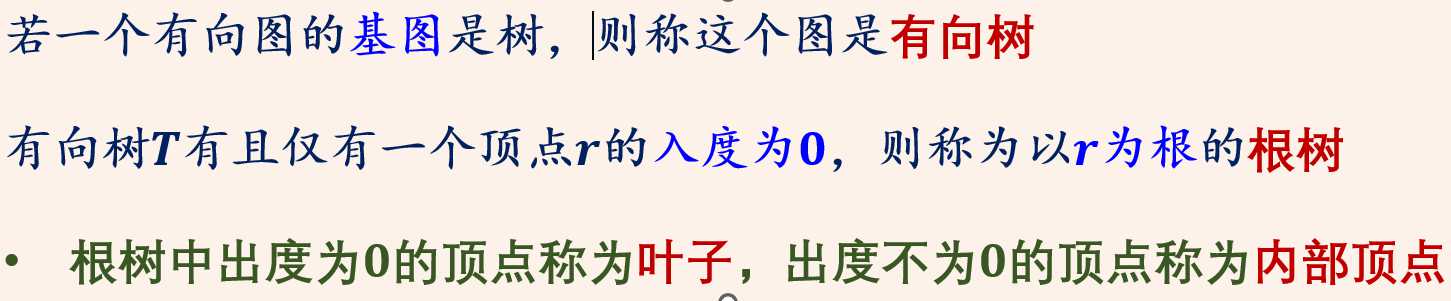 若一个有向图的基图是树，则称这个图是有向树
有向树T有且仅有一个顶点r的入度为0，则称为以r为根的根树
• 根树中出度为0的顶点称为叶子，出度不为0的顶点称为内部顶点